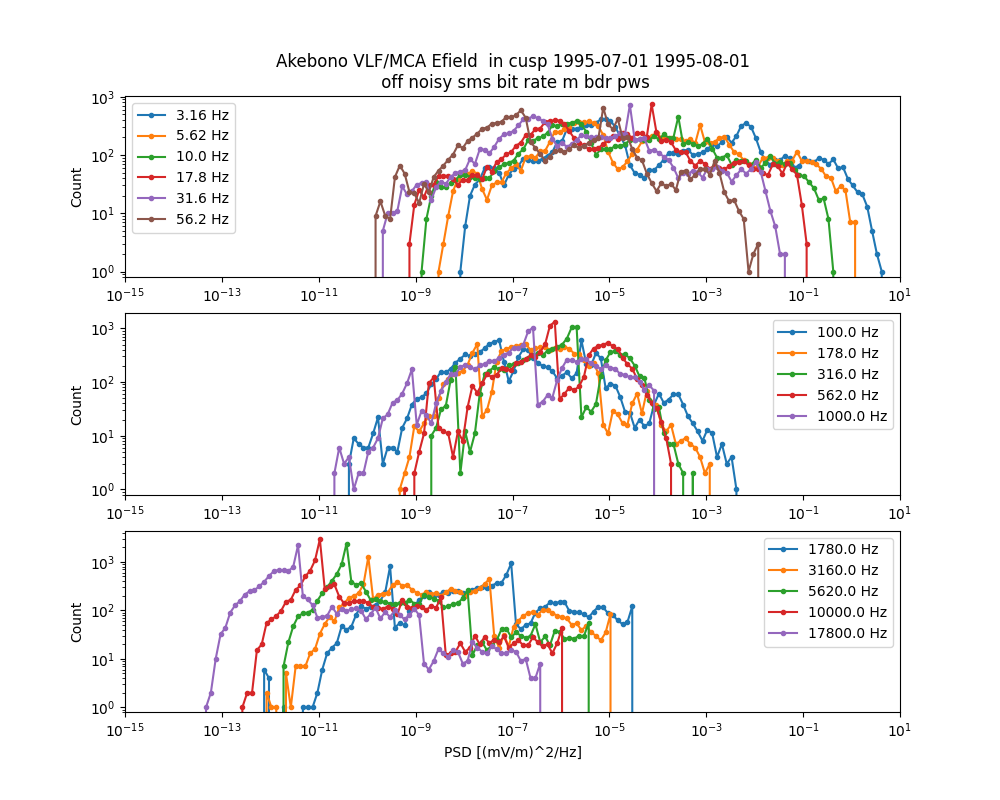 Akebono VLF/MCA Efield  in cusp 1995-07-01 1995-08-01
off noisy sms bit rate m bdr pws
10^3
10^2
10^1
10^0
Count
3.16 Hz
5.62 Hz
10.0 Hz
17.8 Hz
31.6 Hz
56.2 Hz
10^-15 10^-13 10^-11 10^-9 10^-7 10^-5 10^-3 10^-1 10^1
10^3
10^2
10^1
10^0
Count
100.0 Hz
178.0 Hz
316.0 Hz
562.0 Hz
1000.0 Hz
10^-15 10^-13 10^-11 10^-9 10^-7 10^-5 10^-3 10^-1 10^1
10^3
10^2
10^1
10^0
Count
1780.0 Hz
3160.0 Hz
5620.0 Hz
10000.0 Hz
17800.0 Hz
10^-15 10^-13 10^-11 10^-9 10^-7 10^-5 10^-3 10^-1 10^1
PSD [(mV/m)^2/Hz]